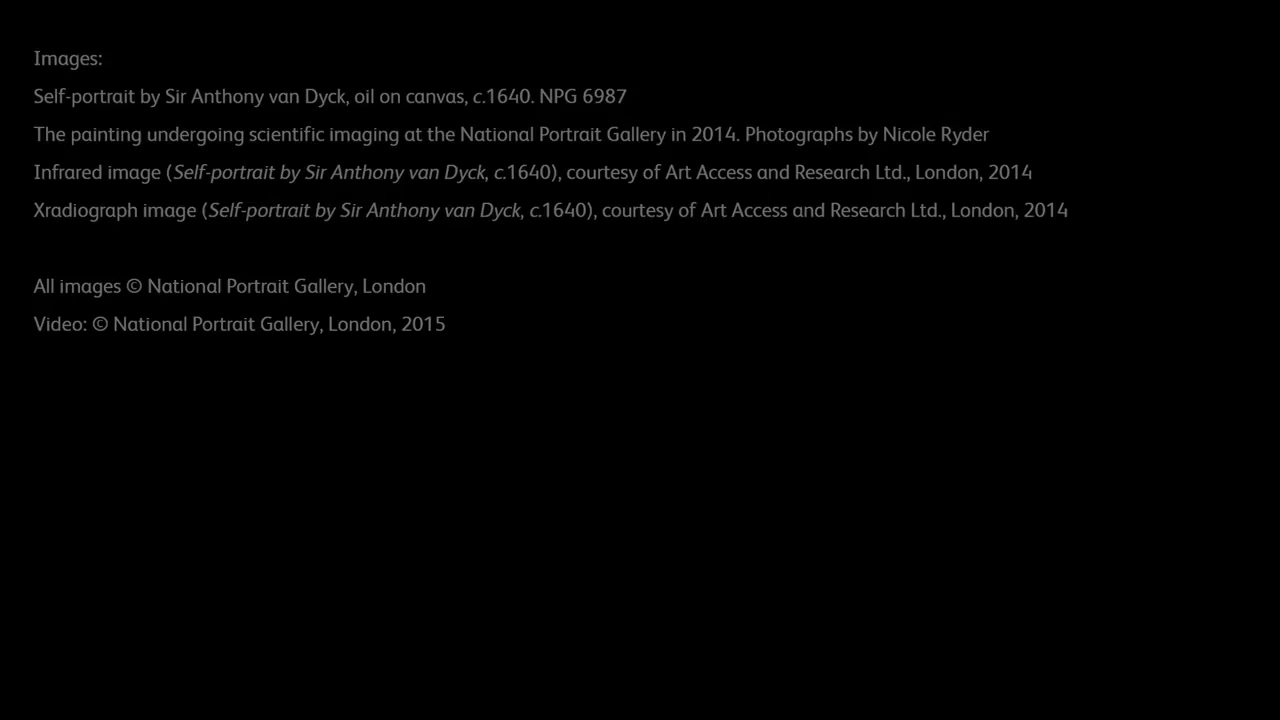 Images:
Self-portrait by Sir Anthony van Dyck, oil on canvas, c.1640. NPG 6987
The painting undergoing scientific imaging at the National Portrait Gallery in 2014. Photographs by Nicole Ryder
Infrared image (Self-portrait by Sir Anthony van Dyck, c.1640), courtesy of Art Access and Research Ltd., London, 2014
Xradiograph image (Self-portrait by Sir Anthony van Dyck, c.1640), courtesy of Art Access and Research Ltd., London, 2014
All images © National Portrait Gallery, London
Video: © National Portrait Gallery, London, 2015